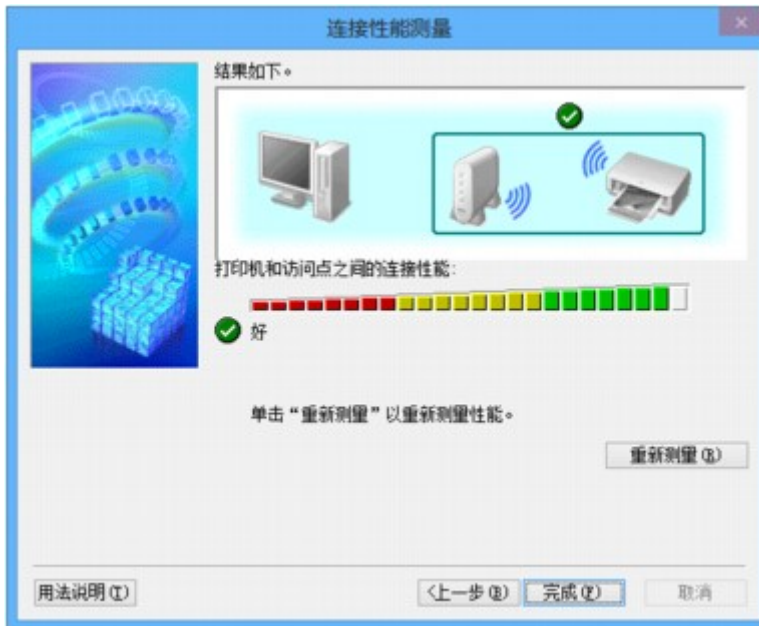 连接性能测量
结果如下。
打印机和访问点之间的连接性能:
好
单击“重新测量”以重新测量性能。
重新测量(R)
用法说明(I)
<上一步(B)
完成(F)
取消